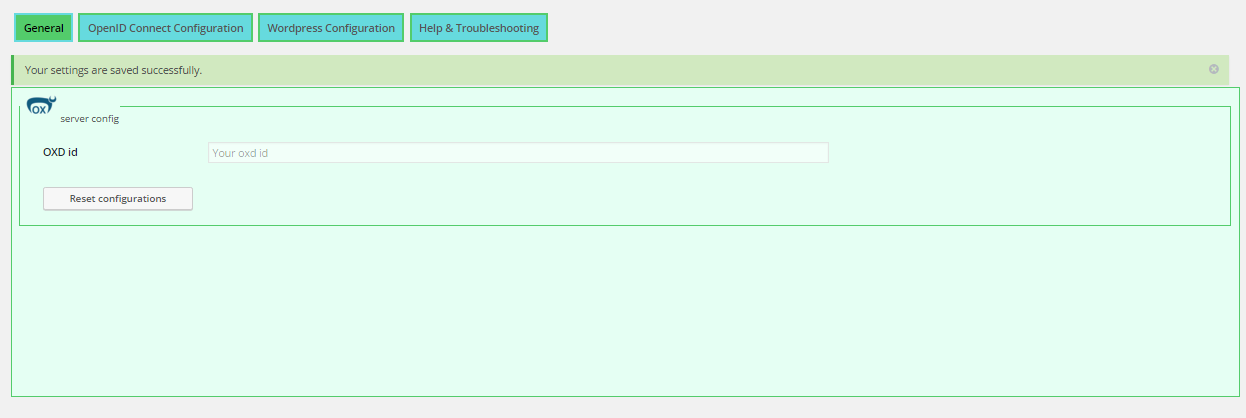 General OpenID Connect Configuration Wordpress Configuration Help & Troubleshooting
Your settings are saved successfully.
OX
server config
OXD id Your oxd id
Reset configurations